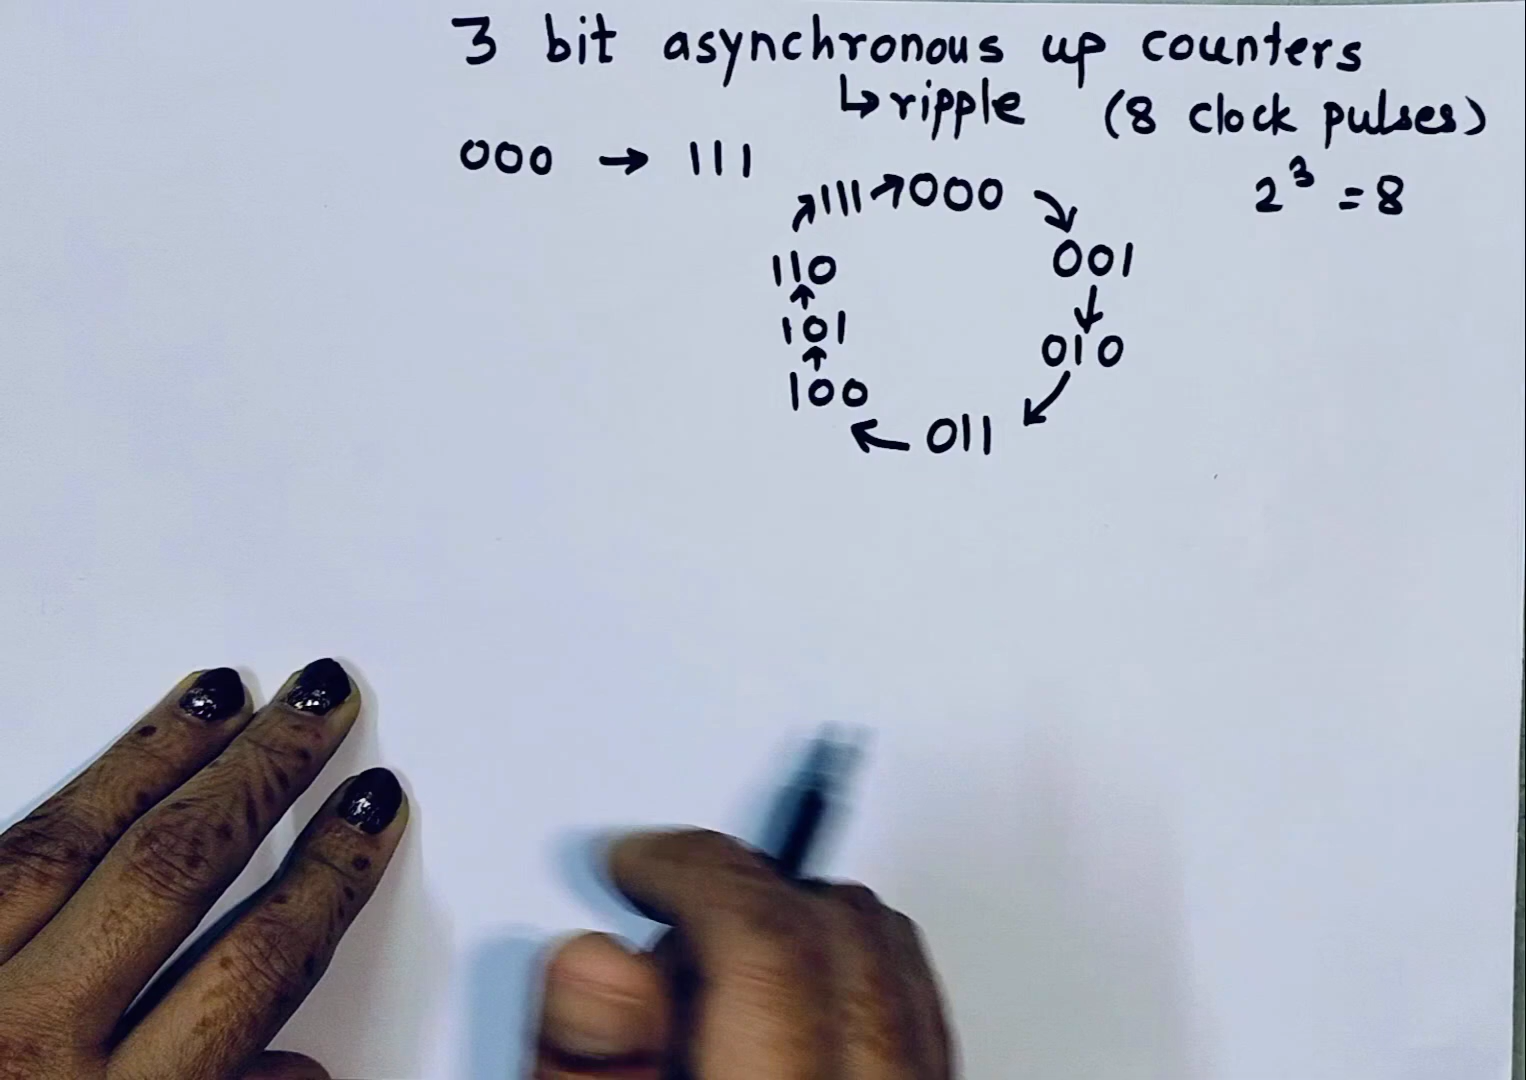 3 bit asynchronous up counters
↳ ripple (8 clock pulses)
000 → 111
2³ = 8
↗ 111 ↗ 000 ↘
110 001
↑ ↓
101 010
↑ ↙
100
↖ 011